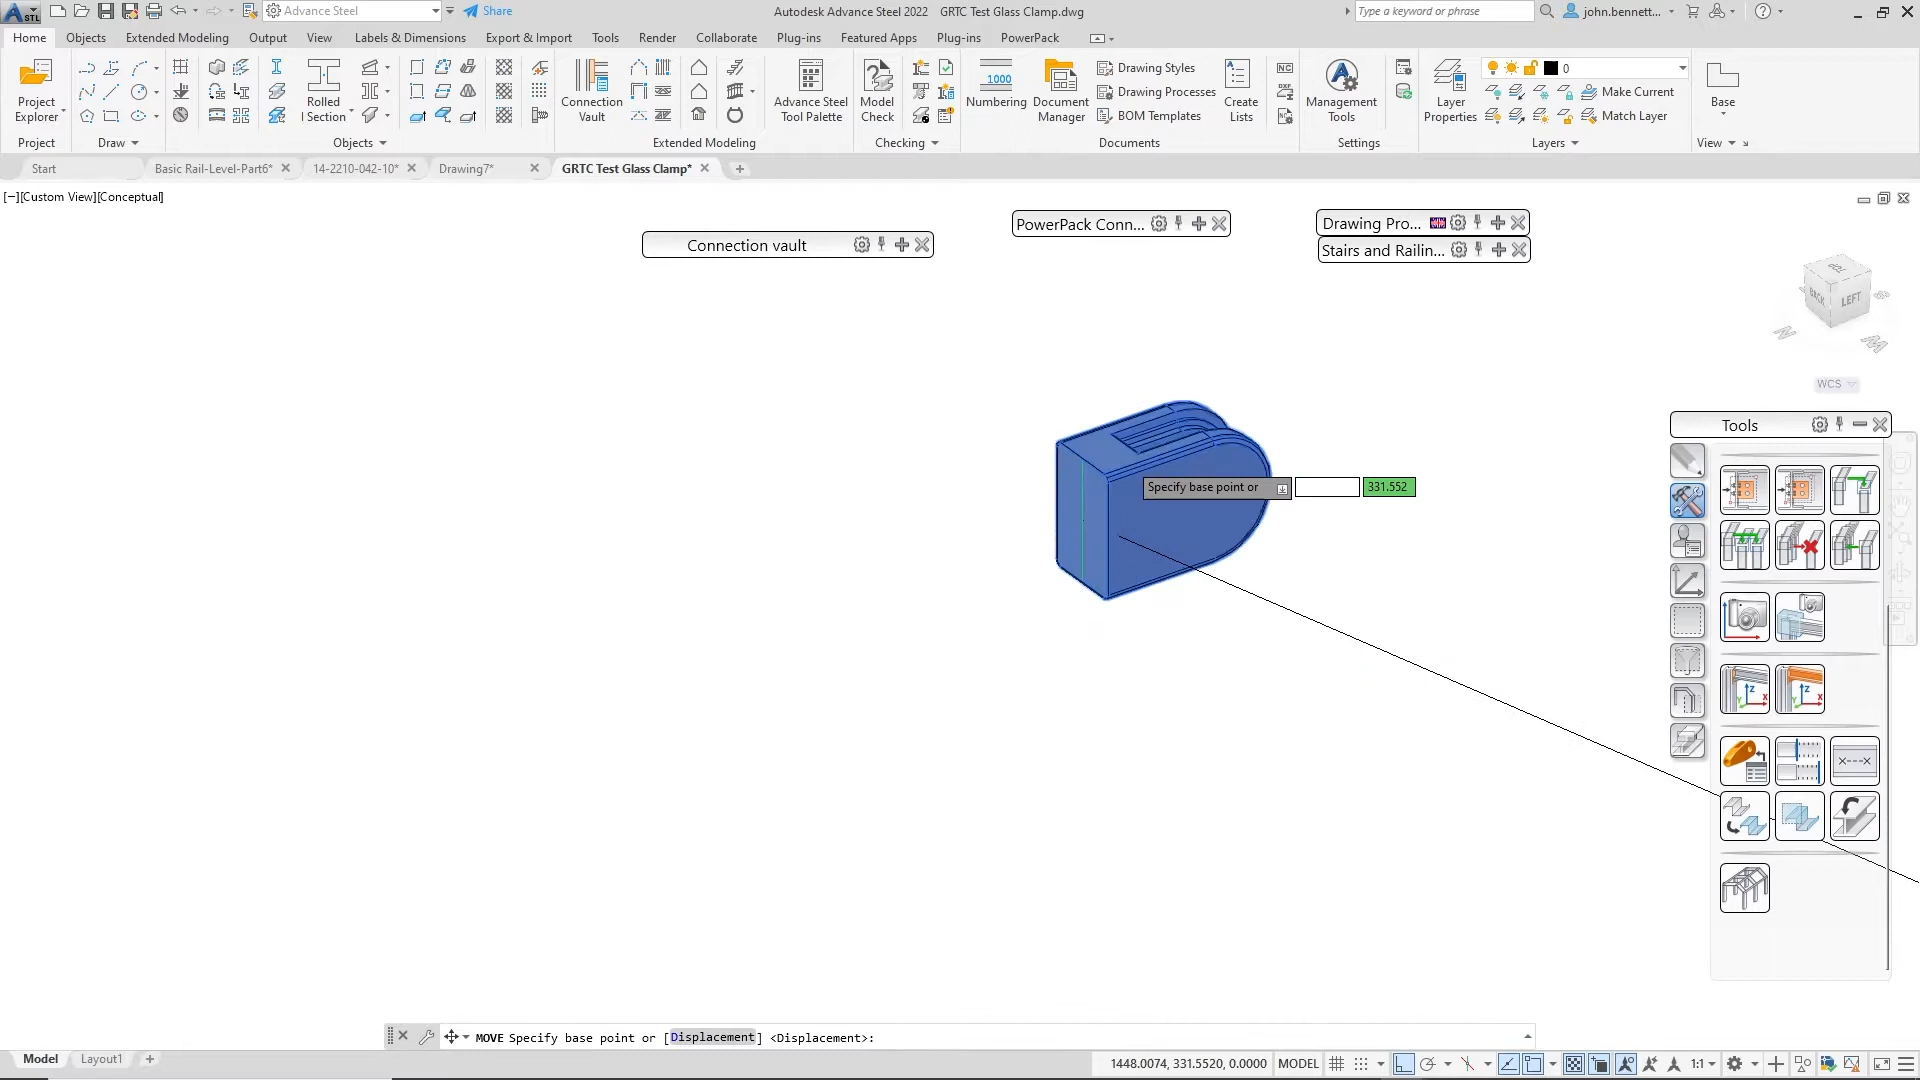 STL
Advance Steel
Share
Autodesk Advance Steel 2022 GRTC Test Glass Clamp.dwg
Type a keyword or phrase
john.bennett...
Home Objects Extended Modeling Output View Labels & Dimensions Export & Import Tools Render Collaborate Plug-ins Featured Apps Plug-ins PowerPack
Project Explorer
Rolled I Section
Connection Vault
Advance Steel Tool Palette
Model Check
1000
Numbering
Document Manager
Drawing Styles
Drawing Processes
BOM Templates
Create Lists
NC
DXF
Management Tools
Layer Properties
0
Make Current
Match Layer
Base
Project Draw Objects Extended Modeling Checking Documents Settings Layers View
Start Basic Rail-Level-Part6* 14-2210-042-10* Drawing7* GRTC Test Glass Clamp*
[−][Custom View][Conceptual]
PowerPack Conn...
Drawing Pro...
Connection vault
Stairs and Railin...
TOP
BACK
LEFT
WCS
Tools
Specify base point or
331.552
MOVE Specify base point or [Displacement] <Displacement>:
Model Layout1
1448.0074, 331.5520, 0.0000 MODEL
1:1